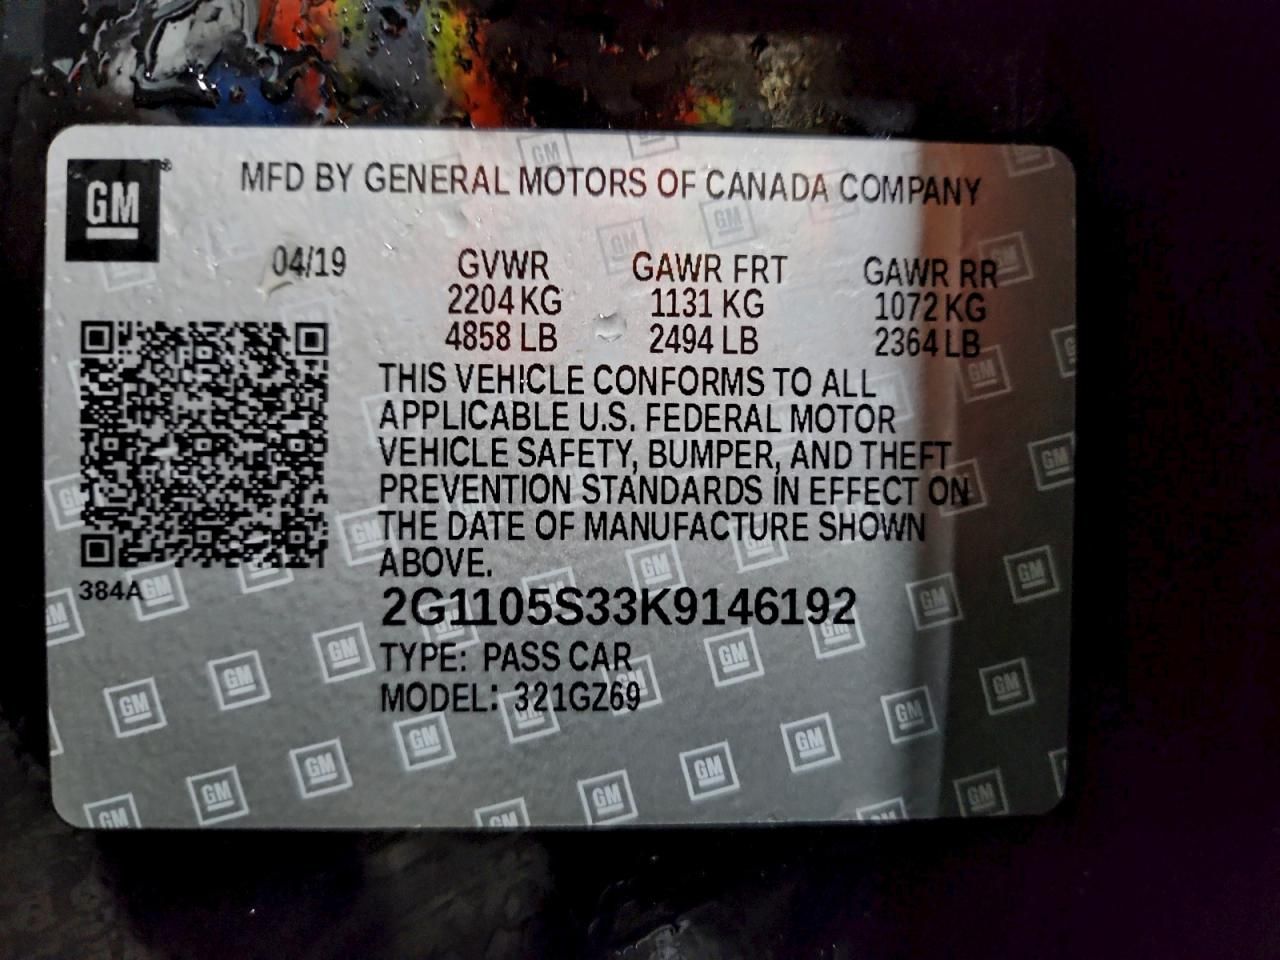 GM
MFD BY GENERAL MOTORS OF CANADA COMPANY
04/19 GVWR GAWR FRT GAWR RR
2204 KG 1131 KG 1072 KG
4858 LB 2494 LB 2364 LB
THIS VEHICLE CONFORMS TO ALL
APPLICABLE U.S. FEDERAL MOTOR
VEHICLE SAFETY, BUMPER, AND THEFT
PREVENTION STANDARDS IN EFFECT ON
THE DATE OF MANUFACTURE SHOWN
ABOVE.
384A
2G1105S33K9146192
TYPE: PASS CAR
MODEL: 321GZ69